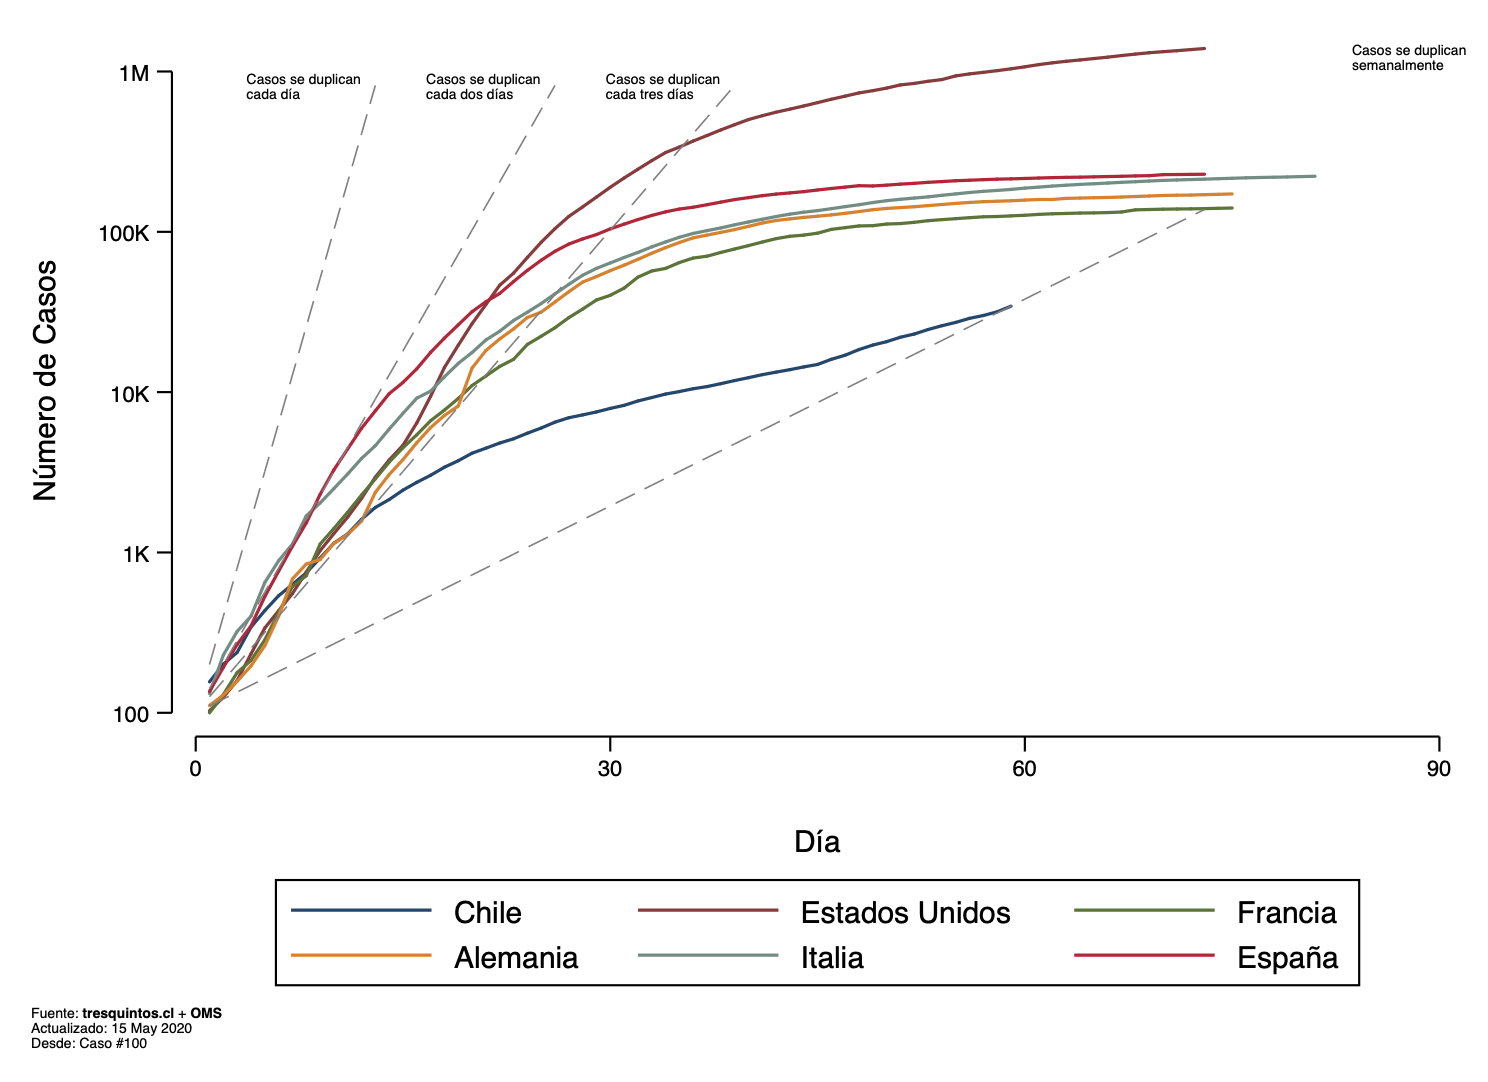 Casos se duplican
semanalmente
Casos se duplican
cada día
Casos se duplican
cada dos días
Casos se duplican
cada tres días
1M
100K
10K
1K
100
Número de Casos
0
30
60
90
Día
Chile
Estados Unidos
Francia
Alemania
Italia
España
Fuente: tresquintos.cl + OMS
Actualizado: 15 May 2020
Desde: Caso #100